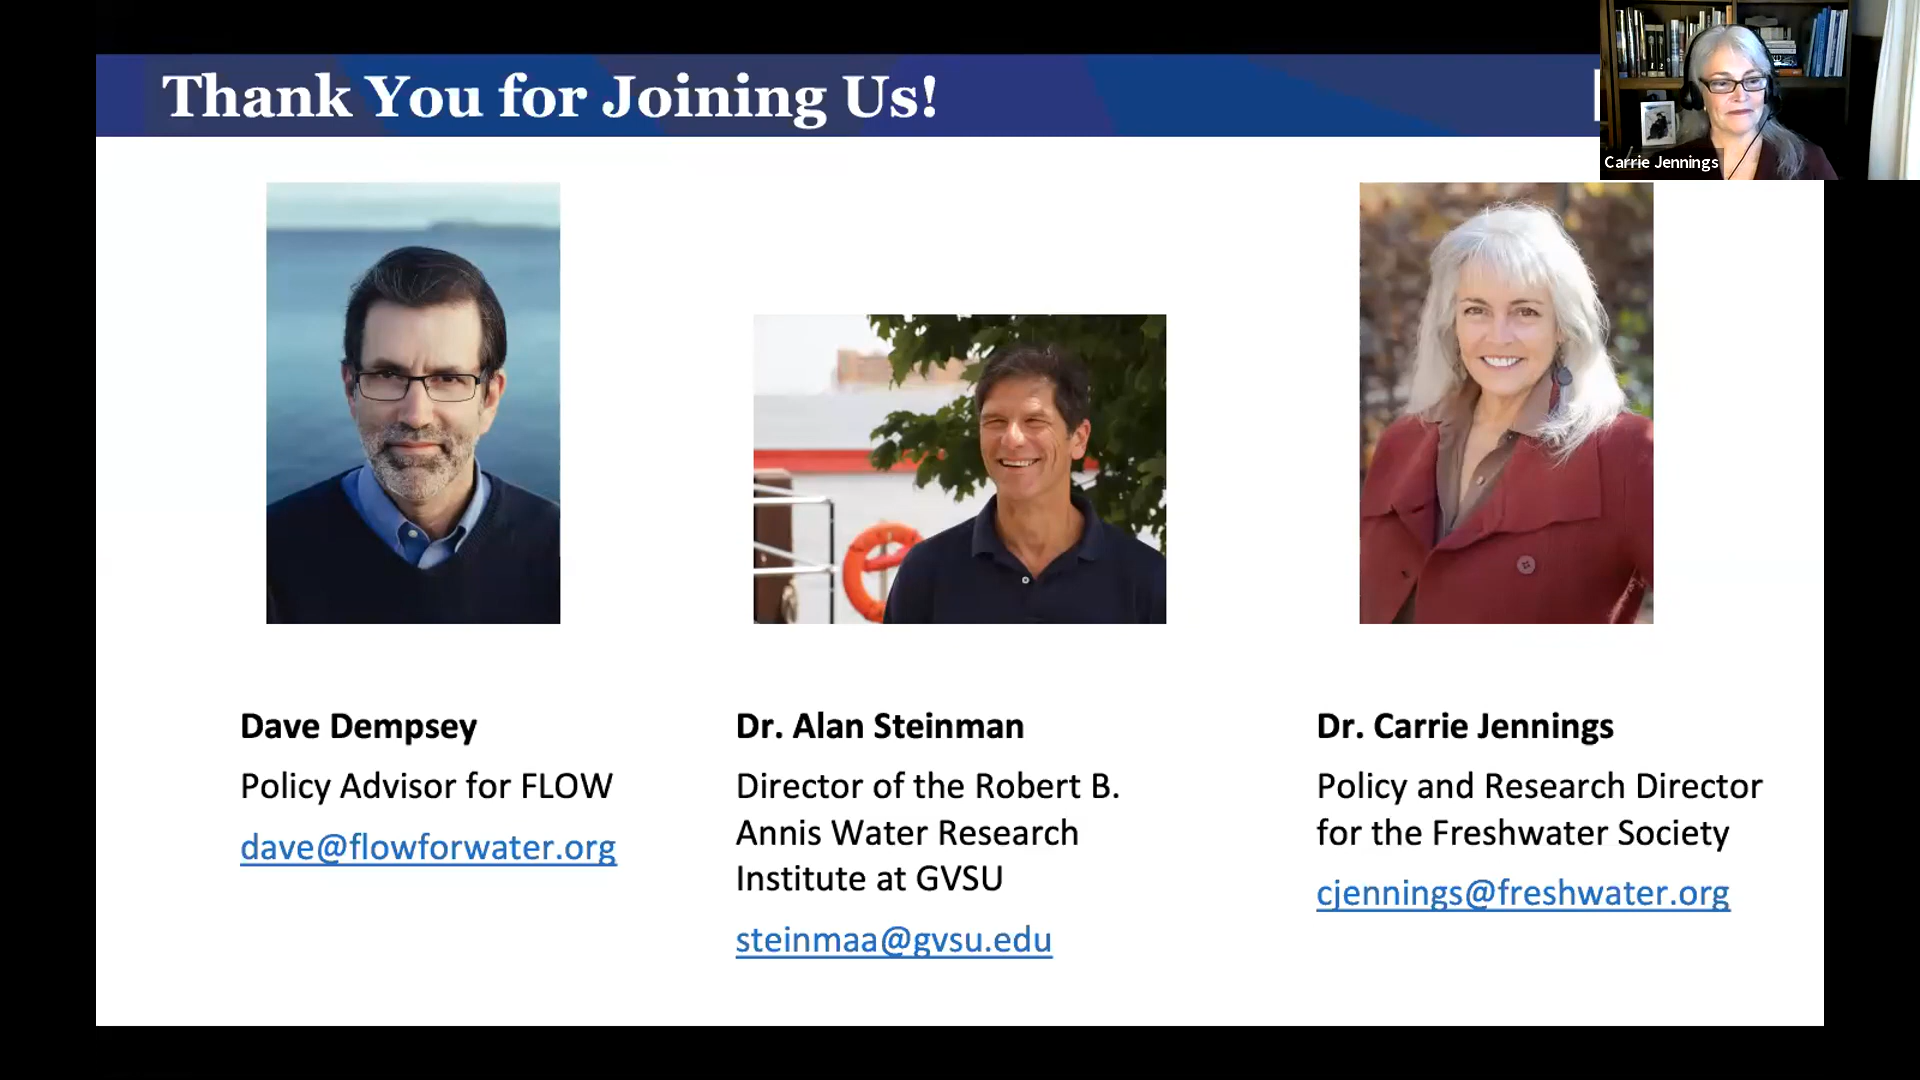 Thank You for Joining Us!
Carrie Jennings
Dave Dempsey
Policy Advisor for FLOW
dave@flowforwater.org
Dr. Alan Steinman
Director of the Robert B.
Annis Water Research
Institute at GVSU
steinmaa@gvsu.edu
Dr. Carrie Jennings
Policy and Research Director
for the Freshwater Society
cjennings@freshwater.org